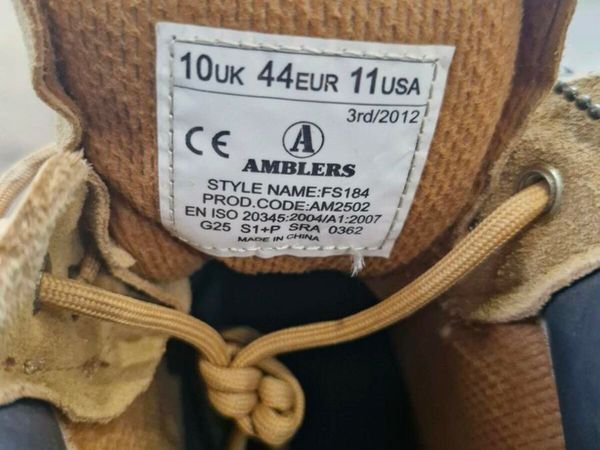 10UK 44EUR 11USA
3rd/2012
CE A
AMBLERS
STYLE NAME:FS184
PROD.CODE:AM2502
EN ISO 20345:2004/A1:2007
G25 S1+P SRA 0362
MADE IN CHINA